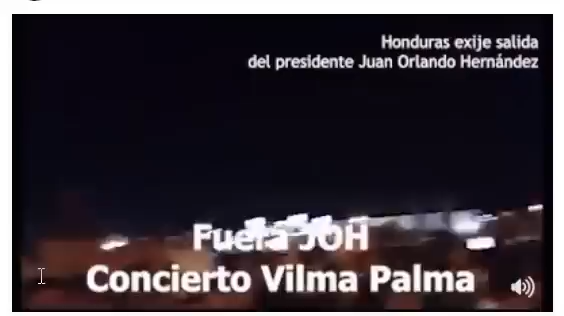 Honduras exije salida
del presidente Juan Orlando Hernández
Fuera JOH
Concierto Vilma Palma